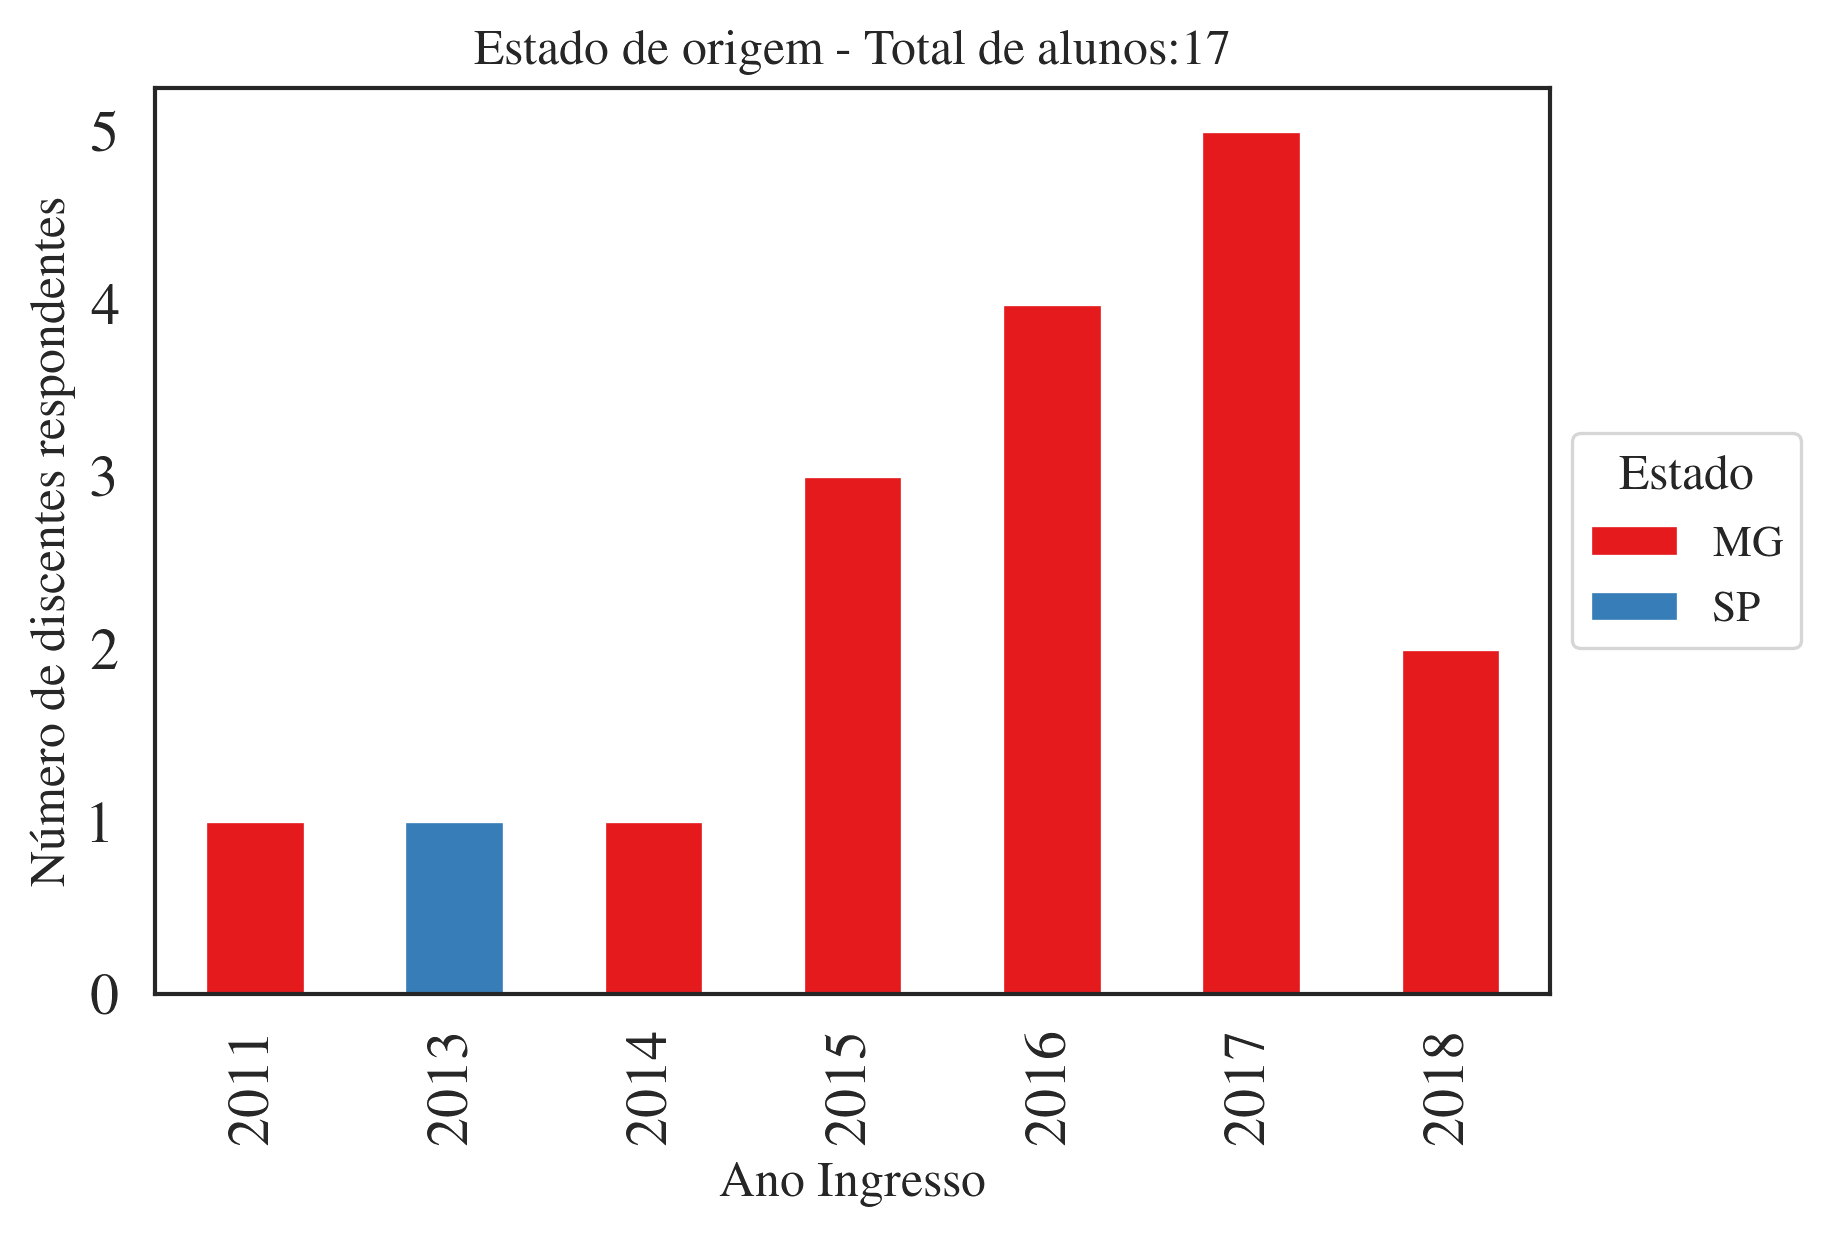 Estado de origem - Total de alunos:17
Número de discentes respondentes
5
4
3
2
1
0
2011
2013
2014
2015
2016
2017
2018
Ano Ingresso
Estado
MG
SP